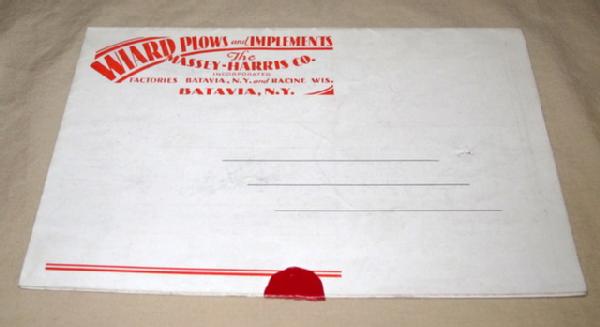 WIARD PLOWS and IMPLEMENTS
The
MASSEY-HARRIS CO-
INCORPORATED
FACTORIES BATAVIA, N.Y. and RACINE WIS.
BATAVIA, N.Y.